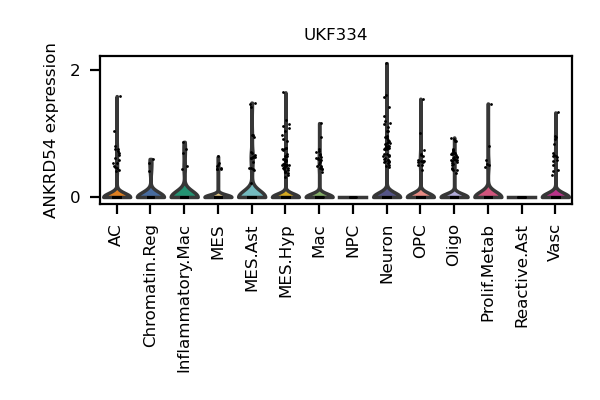 UKF334
ANKRD54 expression
2
0
AC
Chromatin.Reg
Inflammatory.Mac
MES
MES.Ast
MES.Hyp
Mac
NPC
Neuron
OPC
Oligo
Prolif.Metab
Reactive.Ast
Vasc